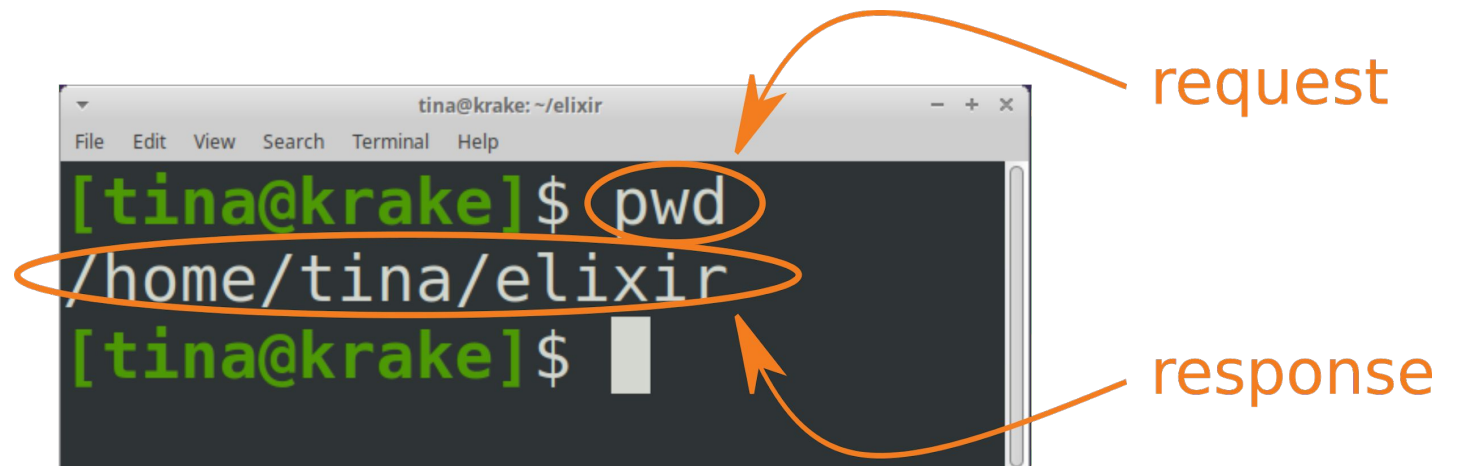 request
tina@krake: ~/elixir
File Edit View Search Terminal Help
[tina@krake]$ pwd
/home/tina/elixir
[tina@krake]$
response